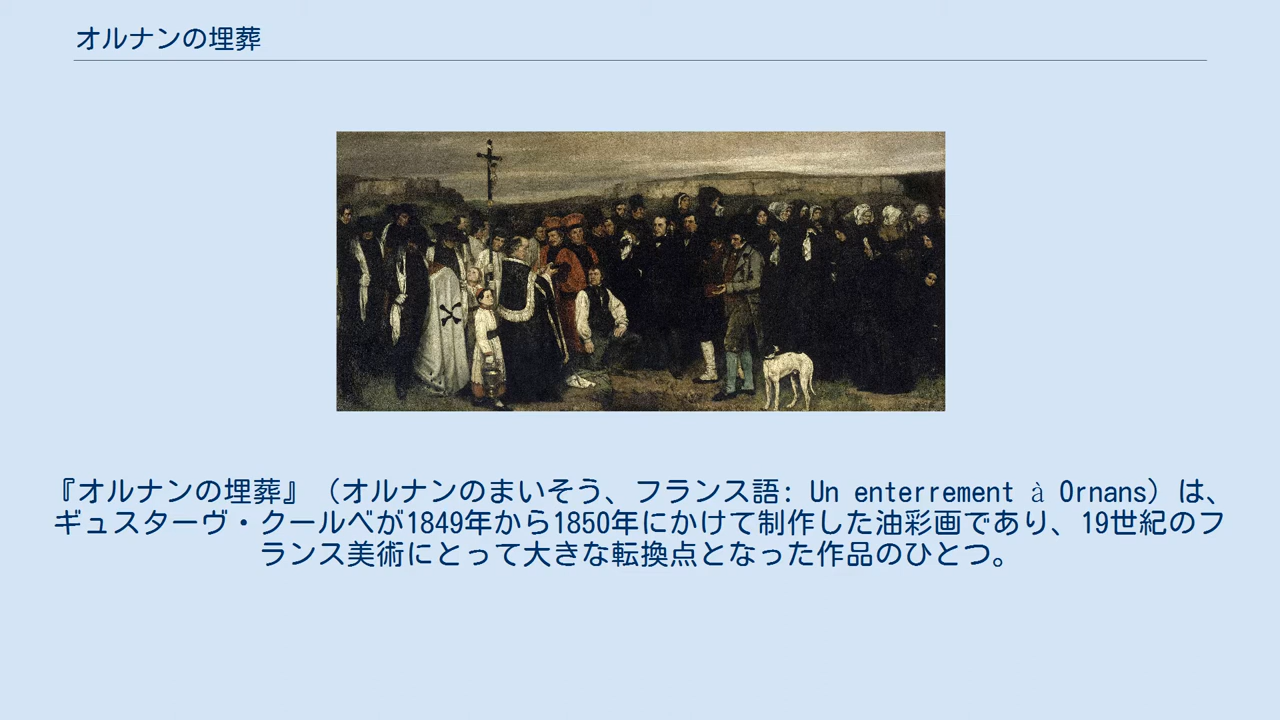 オルナンの埋葬
『オルナンの埋葬』（オルナンのまいそう、フランス語: Un enterrement à Ornans）は、
ギュスターヴ・クールベが1849年から1850年にかけて制作した油彩画であり、19世紀のフ
ランス美術にとって大きな転換点となった作品のひとつ。